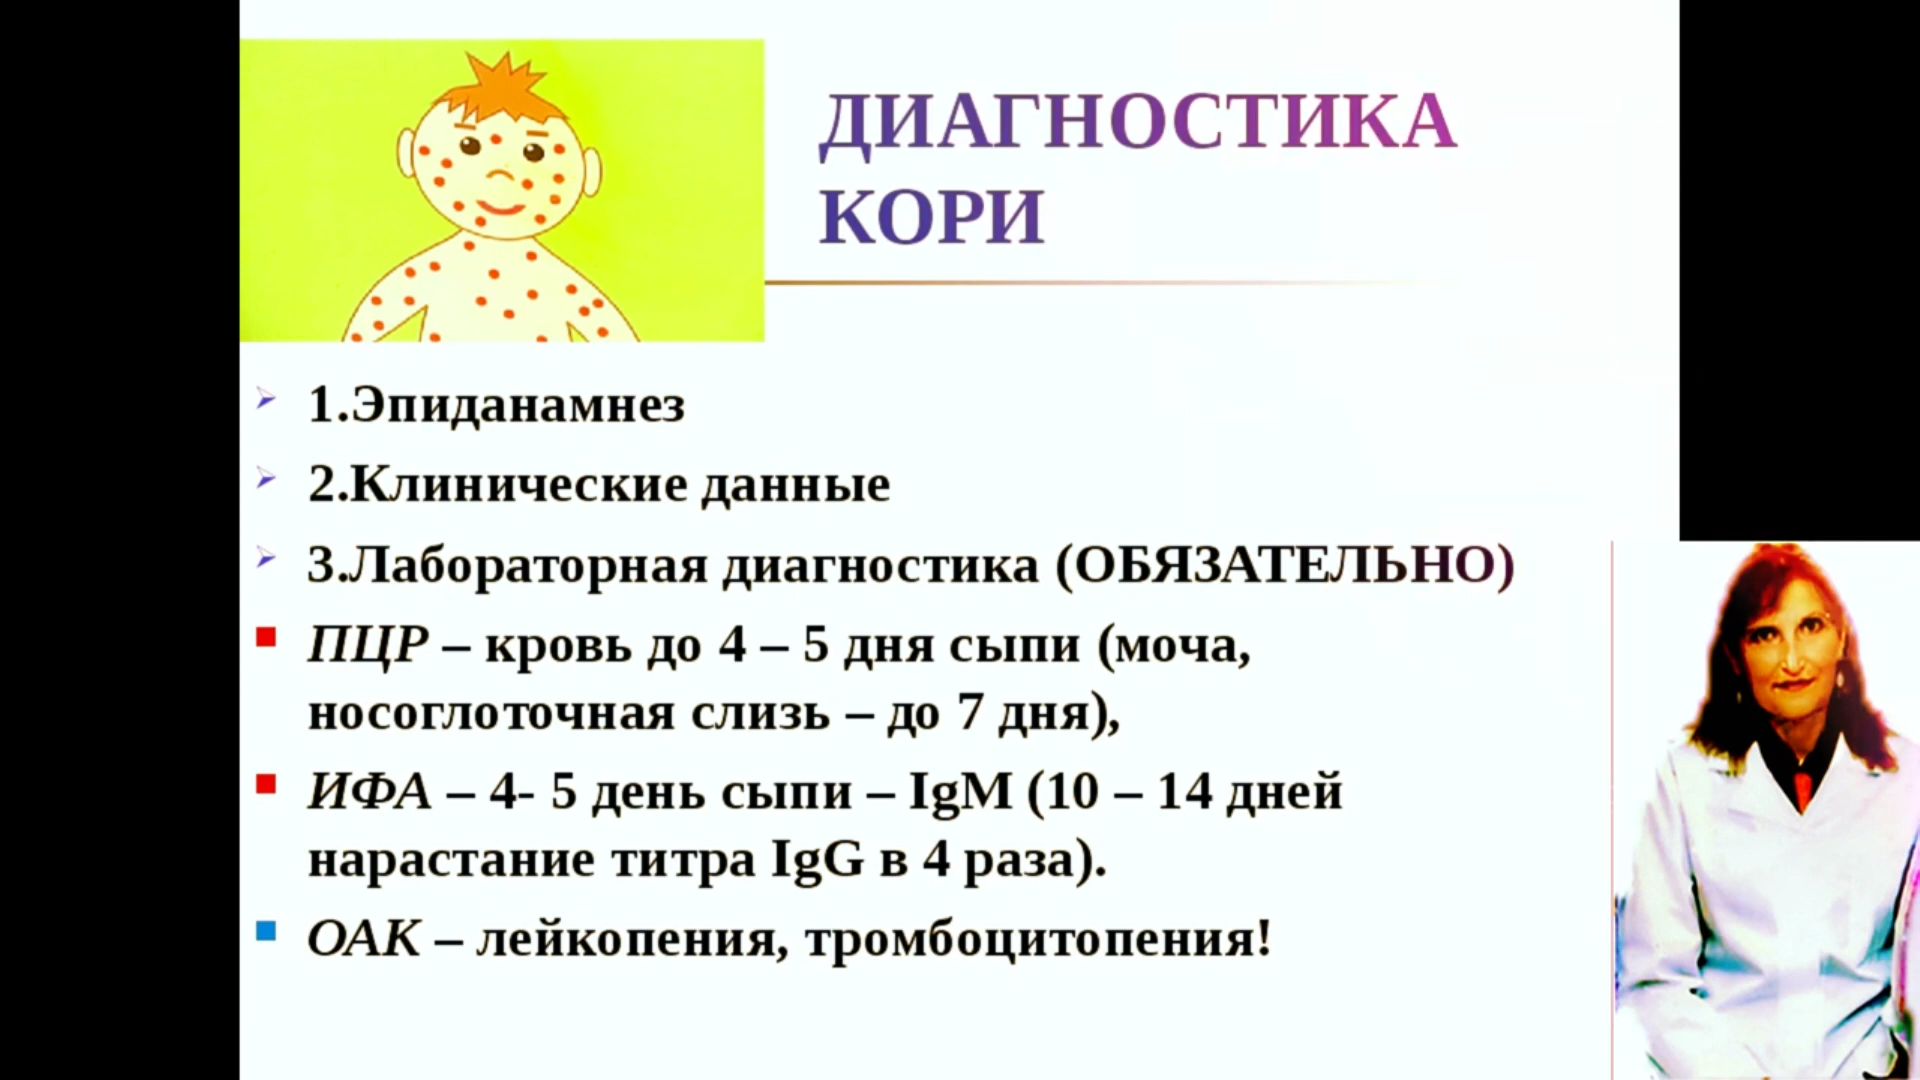 ДИАГНОСТИКА
КОРИ
1.Эпиданамнез
2.Клинические данные
3.Лабораторная диагностика (ОБЯЗАТЕЛЬНО)
ПЦР – кровь до 4 – 5 дня сыпи (моча,
носоглоточная слизь – до 7 дня),
ИФА – 4- 5 день сыпи – IgM (10 – 14 дней
нарастание титра IgG в 4 раза).
ОАК – лейкопения, тромбоцитопения!